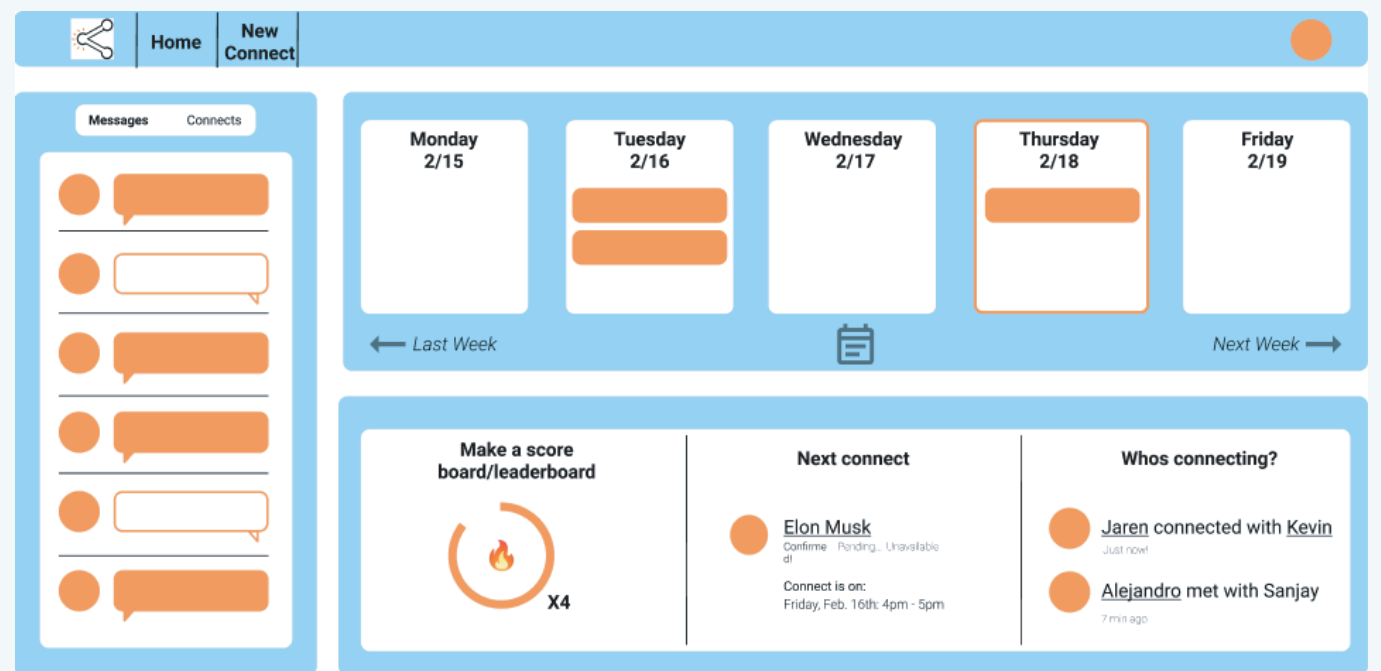 Home
New
Connect
Messages Connects
Monday
2/15
Tuesday
2/16
Wednesday
2/17
Thursday
2/18
Friday
2/19
Last Week
Next Week
Make a score
board/leaderboard
X4
Next connect
Elon Musk
Confirme Pending... Unavailable
d!
Connect is on:
Friday, Feb. 16th: 4pm - 5pm
Whos connecting?
Jaren connected with Kevin
Just now!
Alejandro met with Sanjay
7 min ago